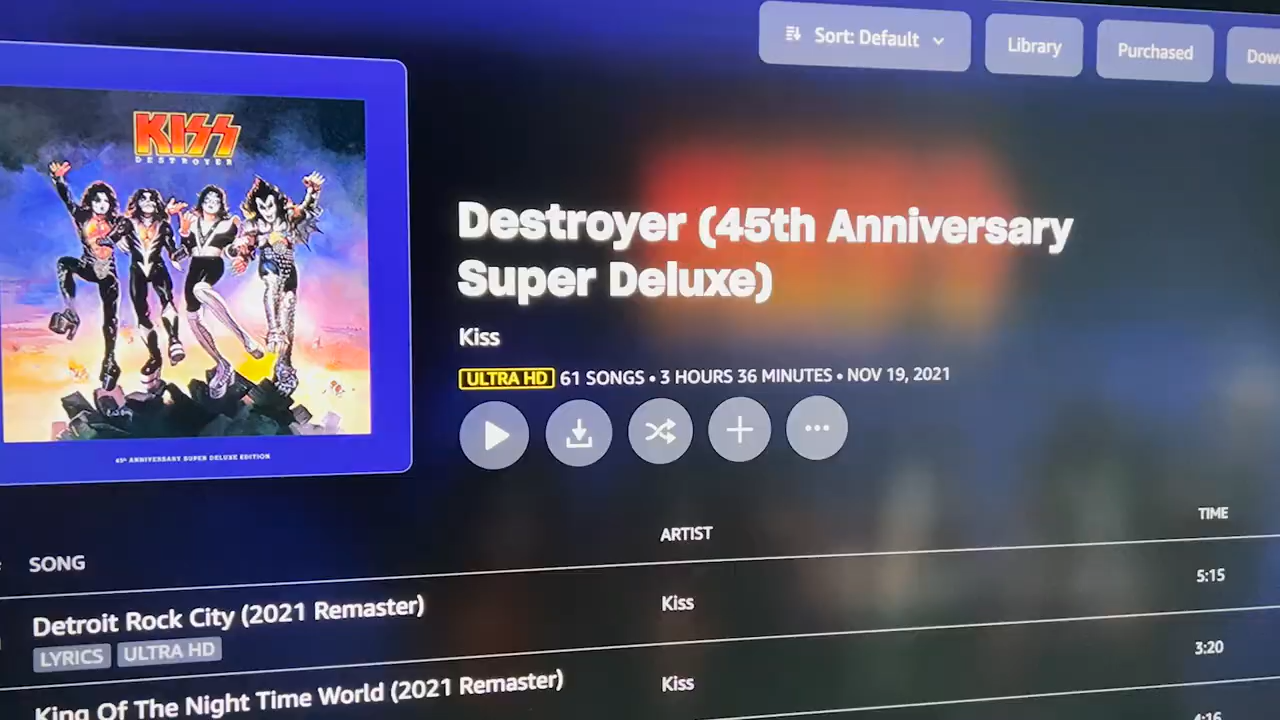 Sort: Default
Library
Purchased
KISS
DESTROYER
Destroyer (45th Anniversary
Super Deluxe)
Kiss
ULTRA HD 61 SONGS • 3 HOURS 36 MINUTES • NOV 19, 2021
45th ANNIVERSARY SUPER DELUXE EDITION
SONG ARTIST TIME
Detroit Rock City (2021 Remaster) Kiss 5:15
LYRICS ULTRA HD
King Of The Night Time World (2021 Remaster) Kiss 3:20
4:16